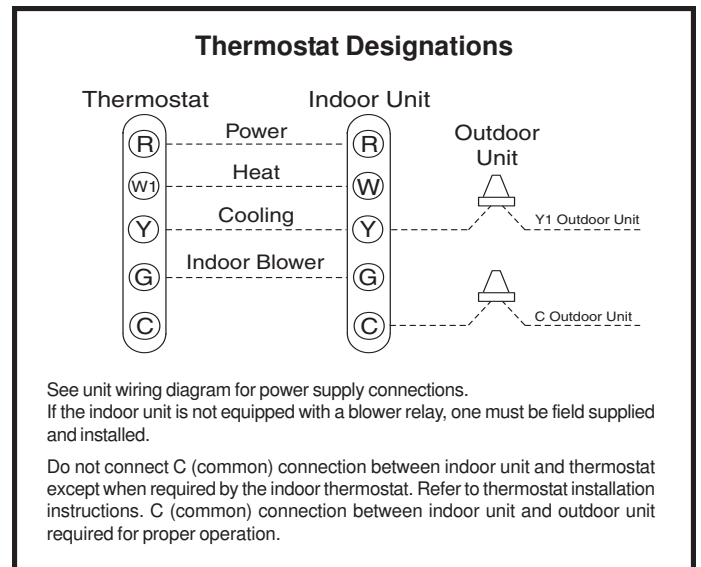 Thermostat Designations
Thermostat
Indoor Unit
Outdoor
Unit
R
Power
R
W1
Heat
W
Y
Cooling
Y
Y1 Outdoor Unit
G
Indoor Blower
G
C
C
C Outdoor Unit
See unit wiring diagram for power supply connections.
If the indoor unit is not equipped with a blower relay, one must be field supplied
and installed.
Do not connect C (common) connection between indoor unit and thermostat
except when required by the indoor thermostat. Refer to thermostat installation
instructions. C (common) connection between indoor unit and outdoor unit
required for proper operation.